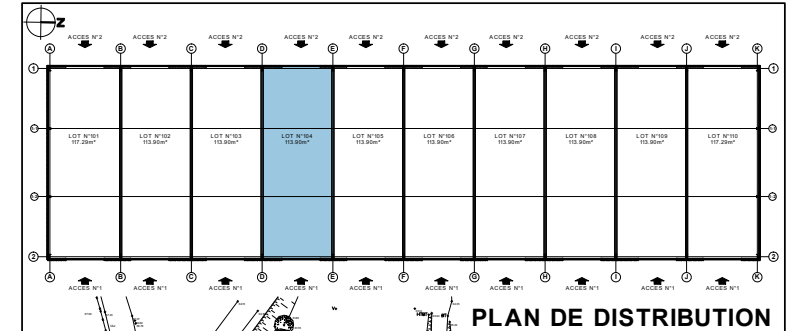 Z
ACCES N°2 ACCES N°2 ACCES N°2 ACCES N°2 ACCES N°2 ACCES N°2 ACCES N°2 ACCES N°2 ACCES N°2 ACCES N°2
A B C D E F G H I J K
1 1
LOT N°101 LOT N°102 LOT N°103 LOT N°104 LOT N°105 LOT N°106 LOT N°107 LOT N°108 LOT N°109 LOT N°110
117.29m² 113.90m² 113.90m² 113.90m² 113.90m² 113.90m² 113.90m² 113.90m² 113.90m² 117.29m²
2 2
A B C D E F G H I J K
ACCES N°1 ACCES N°1 ACCES N°1 ACCES N°1 ACCES N°1 ACCES N°1 ACCES N°1 ACCES N°1 ACCES N°1 ACCES N°1
PLAN DE DISTRIBUTION